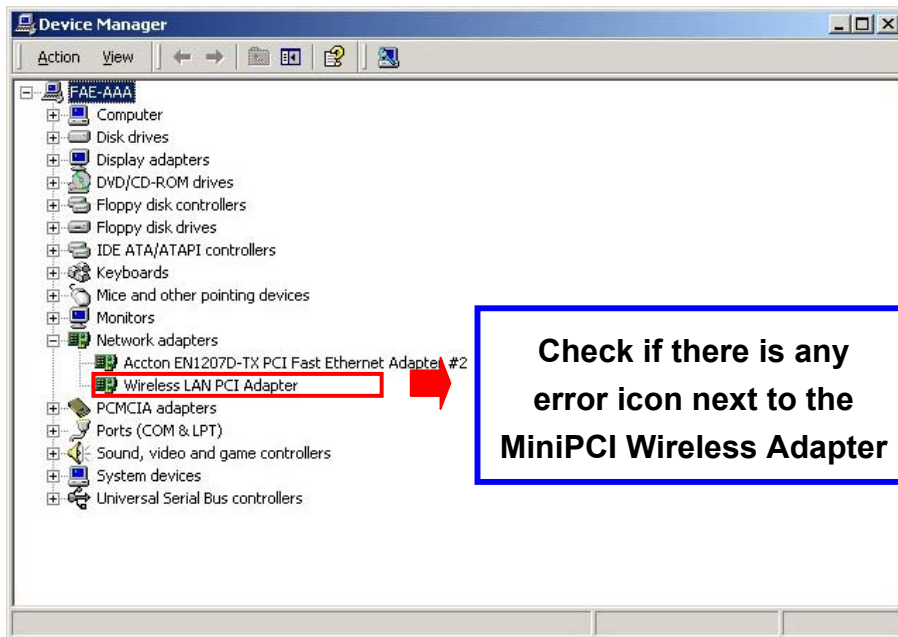 Device Manager
Action View
FAE-AAA
Computer
Disk drives
Display adapters
DVD/CD-ROM drives
Floppy disk controllers
Floppy disk drives
IDE ATA/ATAPI controllers
Keyboards
Mice and other pointing devices
Monitors
Network adapters
Accton EN1207D-TX PCI Fast Ethernet Adapter #2
Wireless LAN PCI Adapter
PCMCIA adapters
Ports (COM & LPT)
Sound, video and game controllers
System devices
Universal Serial Bus controllers
Check if there is any
error icon next to the
MiniPCI Wireless Adapter